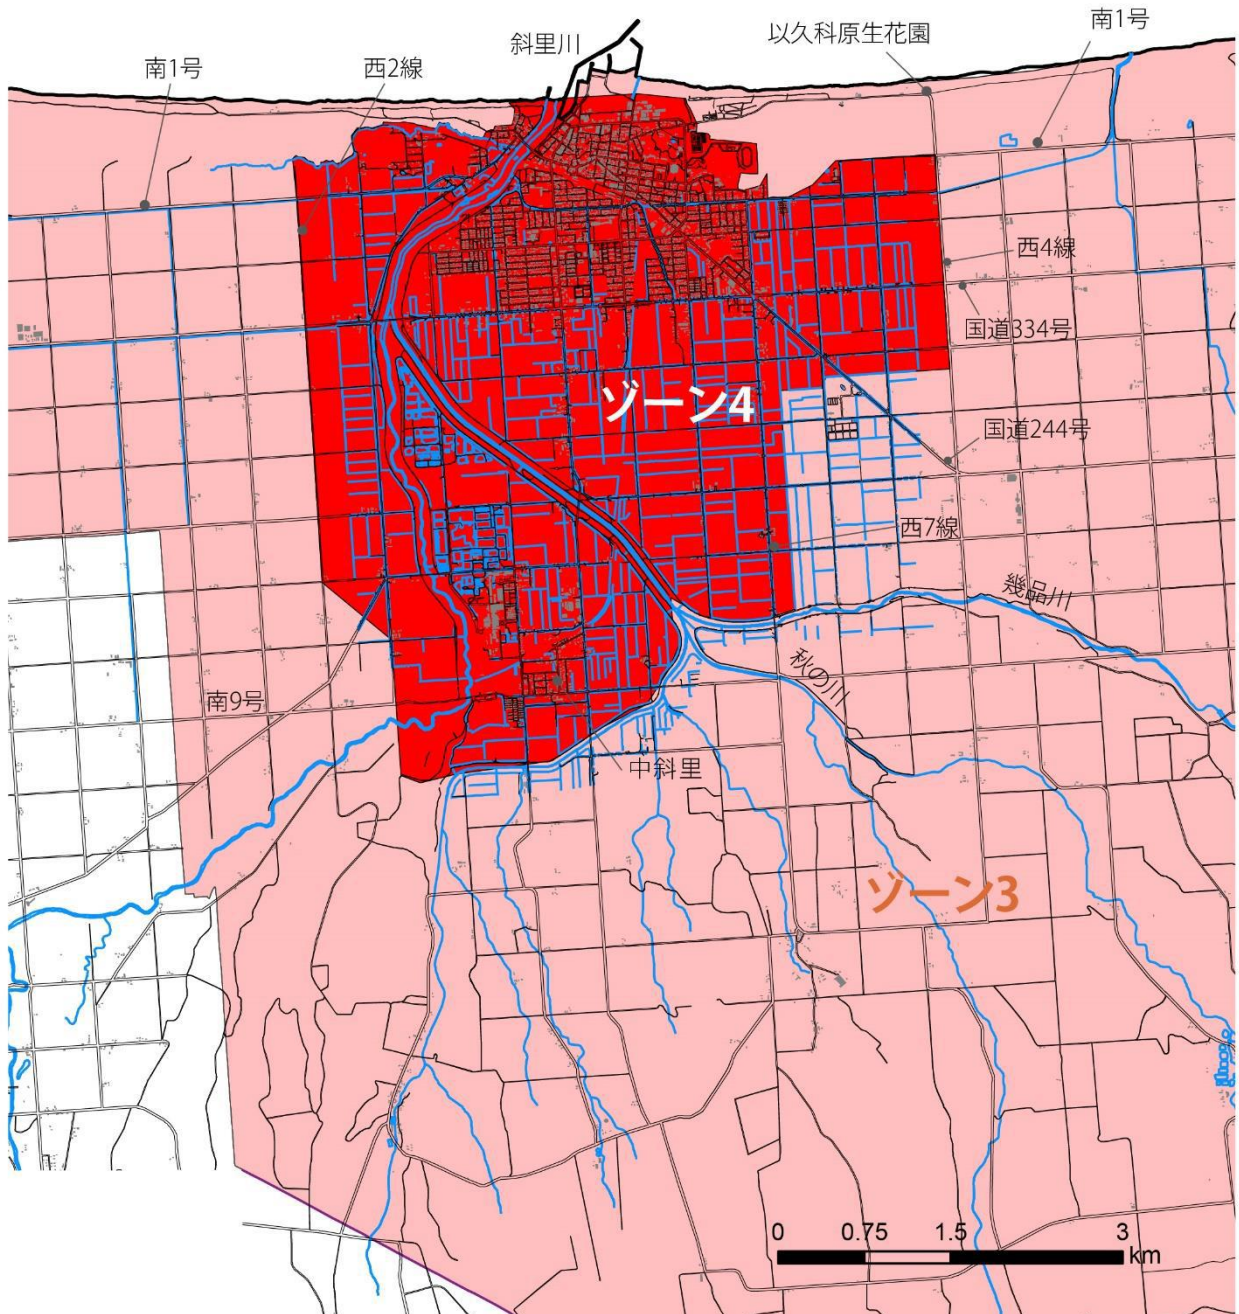 南1号
以久科原生花園
斜里川
南1号
西2線
西4線
国道334号
ゾーン4
国道244号
西7線
幾品川
秋の川
南9号
中斜里
ゾーン3
0 0.75 1.5 3
km